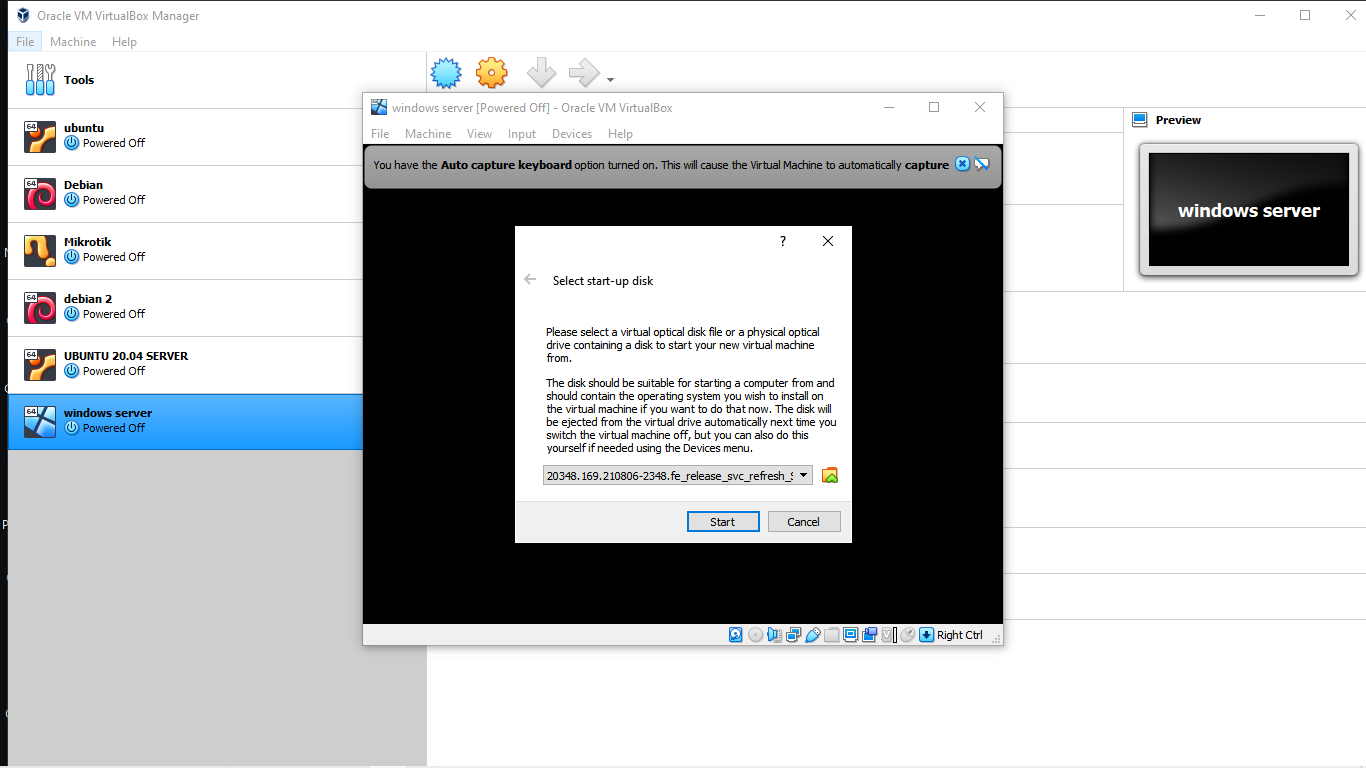 Oracle VM VirtualBox Manager
File Machine Help
Tools
64
ubuntu
Powered Off
64
Debian
Powered Off
Mikrotik
Powered Off
64
debian 2
Powered Off
64
UBUNTU 20.04 SERVER
Powered Off
64
windows server
Powered Off
windows server [Powered Off] - Oracle VM VirtualBox
File Machine View Input Devices Help
You have the Auto capture keyboard option turned on. This will cause the Virtual Machine to automatically capture
?
Select start-up disk
Please select a virtual optical disk file or a physical optical
drive containing a disk to start your new virtual machine
from.
The disk should be suitable for starting a computer from and
should contain the operating system you wish to install on
the virtual machine if you want to do that now. The disk will
be ejected from the virtual drive automatically next time you
switch the virtual machine off, but you can also do this
yourself if needed using the Devices menu.
20348.169.210806-2348.fe_release_svc_refresh_S
Start Cancel
Right Ctrl
Preview
windows server